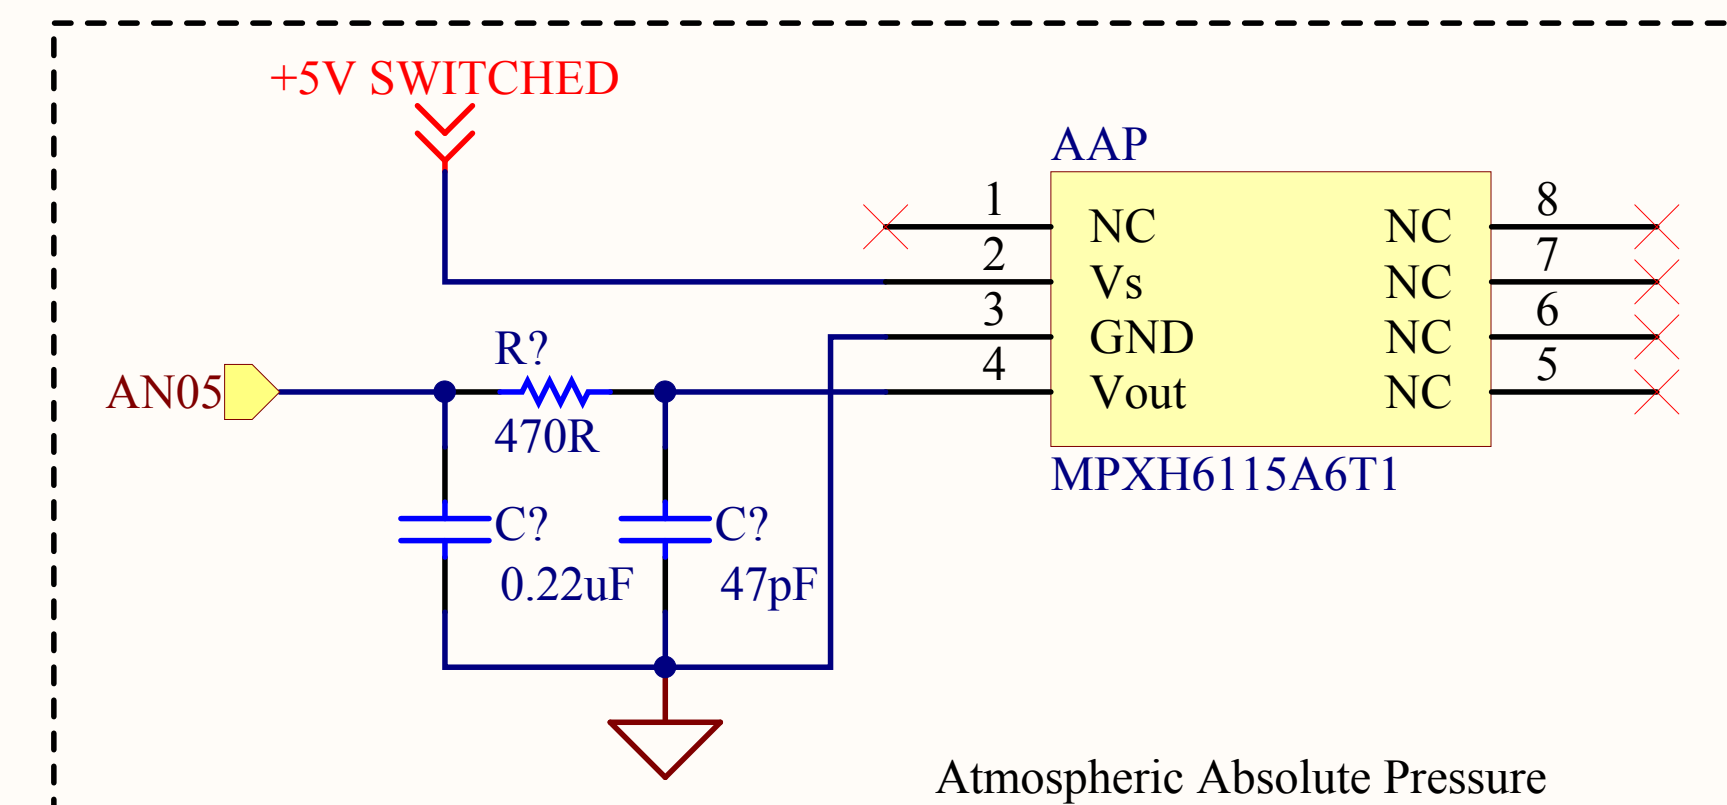 +5V SWITCHED
AAP
1 NC NC 8
2 Vs NC 7
3 GND NC 6
4 Vout NC 5
MPXH6115A6T1
AN05
R?
470R
C?
0.22uF
C?
47pF
Atmospheric Absolute Pressure